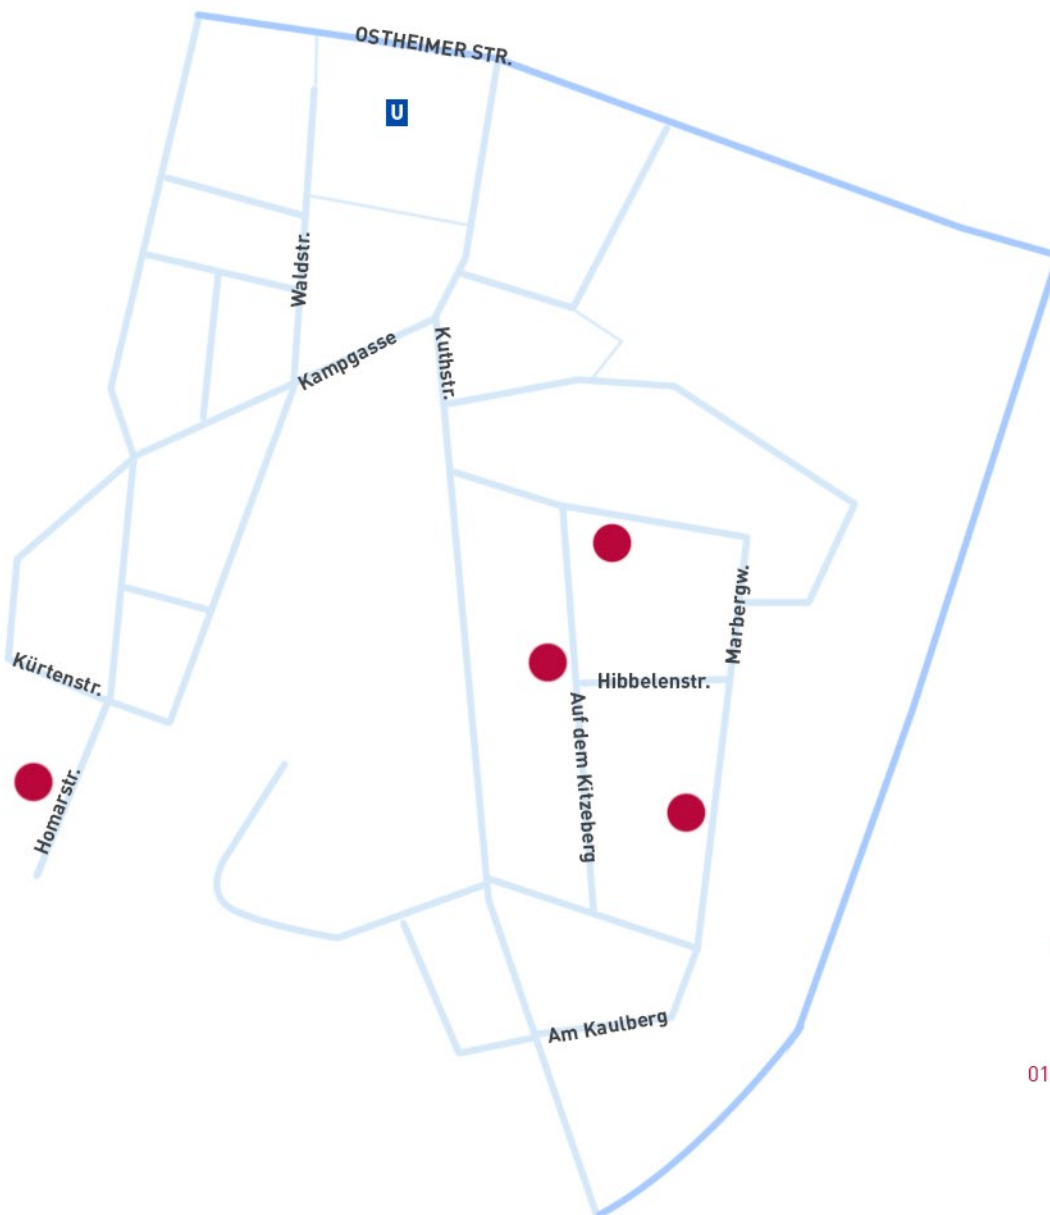 OSTHEIMER STR.
U
Waldstr.
Kampgasse
Kuthstr.
Marbergw.
Kürtenstr.
Hibbelenstr.
Auf dem Kitzeberg
Homarstr.
Am Kaulberg
01